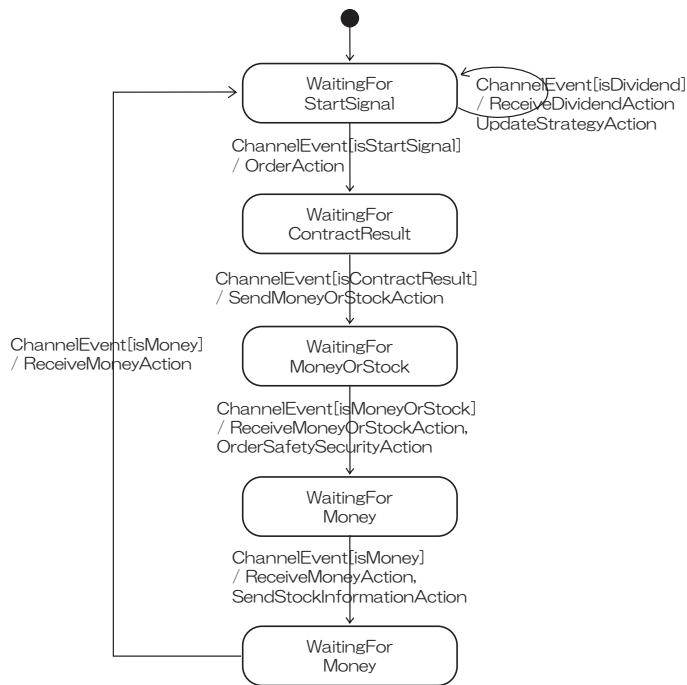 WaitingFor
StartSignal
ChannelEvent[isDividend]
/ ReceiveDividendAction
UpdateStrategyAction
ChannelEvent[isStartSignal]
/ OrderAction
WaitingFor
ContractResult
ChannelEvent[isContractResult]
/ SendMoneyOrStockAction
ChannelEvent[isMoney]
/ ReceiveMoneyAction
WaitingFor
MoneyOrStock
ChannelEvent[isMoneyOrStock]
/ ReceiveMoneyOrStockAction,
OrderSafetySecurityAction
WaitingFor
Money
ChannelEvent[isMoney]
/ ReceiveMoneyAction,
SendStockInformationAction
WaitingFor
Money